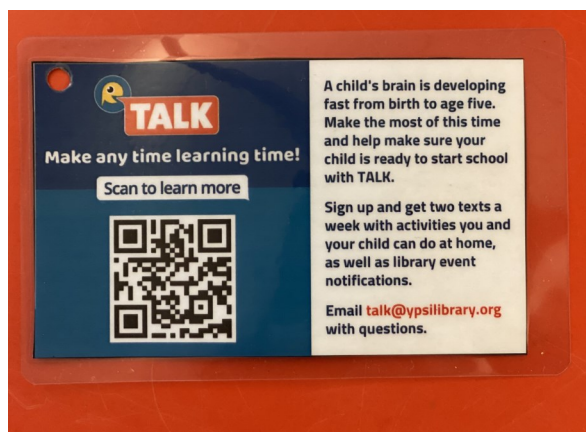 TALK
Make any time learning time!
Scan to learn more
A child's brain is developing
fast from birth to age five.
Make the most of this time
and help make sure your
child is ready to start school
with TALK.
Sign up and get two texts a
week with activities you and
your child can do at home,
as well as library event
notifications.
Email talk@ypsilibrary.org
with questions.